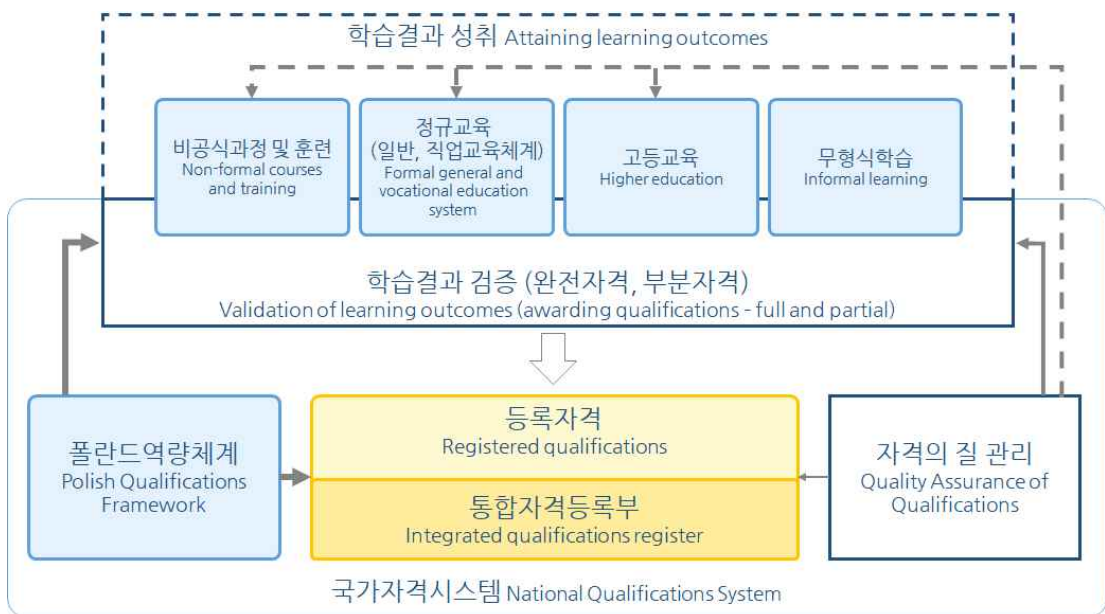 학습결과 성취 Attaining learning outcomes
비공식과정 및 훈련
Non-formal courses
and training
정규교육
(일반, 직업교육체계)
Formal general and
vocational education
system
고등교육
Higher education
무형식학습
Informal learning
학습결과 검증 (완전자격, 부분자격)
Validation of learning outcomes (awarding qualifications - full and partial)
폴란드역량체계
Polish Qualifications
Framework
등록자격
Registered qualifications
통합자격등록부
Integrated qualifications register
자격의 질 관리
Quality Assurance of
Qualifications
국가자격시스템 National Qualifications System